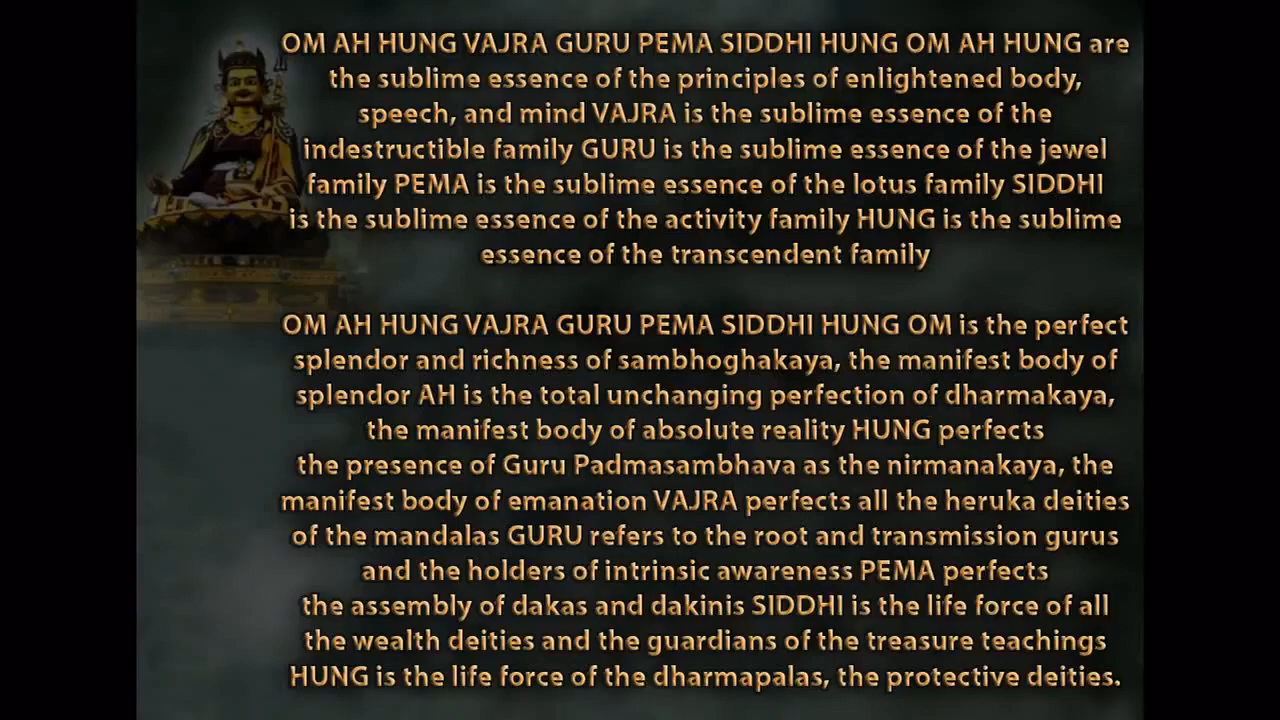 OM AH HUNG VAJRA GURU PEMA SIDDHI HUNG OM AH HUNG are
the sublime essence of the principles of enlightened body,
speech, and mind VAJRA is the sublime essence of the
indestructible family GURU is the sublime essence of the jewel
family PEMA is the sublime essence of the lotus family SIDDHI
is the sublime essence of the activity family HUNG is the sublime
essence of the transcendent family
OM AH HUNG VAJRA GURU PEMA SIDDHI HUNG OM is the perfect
splendor and richness of sambhoghakaya, the manifest body of
splendor AH is the total unchanging perfection of dharmakaya,
the manifest body of absolute reality HUNG perfects
the presence of Guru Padmasambhava as the nirmanakaya, the
manifest body of emanation VAJRA perfects all the heruka deities
of the mandalas GURU refers to the root and transmission gurus
and the holders of intrinsic awareness PEMA perfects
the assembly of dakas and dakinis SIDDHI is the life force of all
the wealth deities and the guardians of the treasure teachings
HUNG is the life force of the dharmapalas, the protective deities.